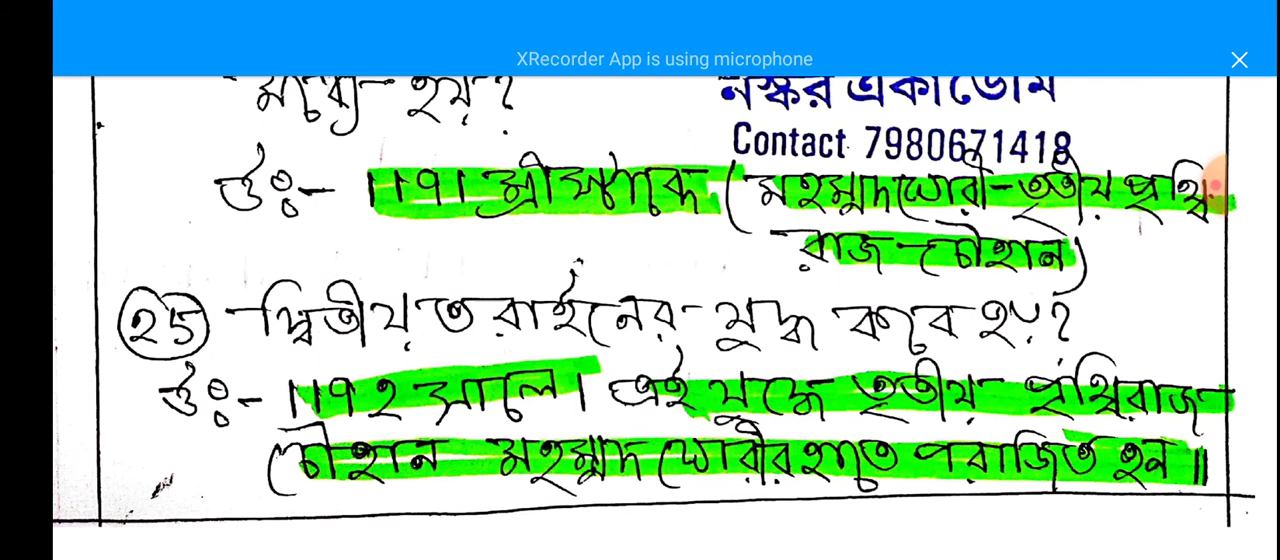 XRecorder App is using microphone
মধ্যে হয়?
নস্কর একাডেমি
Contact 7980671418
উঃ- ১১৯১ খ্রীস্টাব্দে (মহম্মদ ঘোরী - তৃতীয় পৃথ্বি
রাজ চৌহান)
২৫ দ্বিতীয় তরাইনের যুদ্ধ কবে হয়?
উঃ- ১১৯২ সালে। এই যুদ্ধে তৃতীয় পৃথ্বিরাজ
চৌহান মহম্মদ ঘোরীর হাতে পরাজিত হন॥